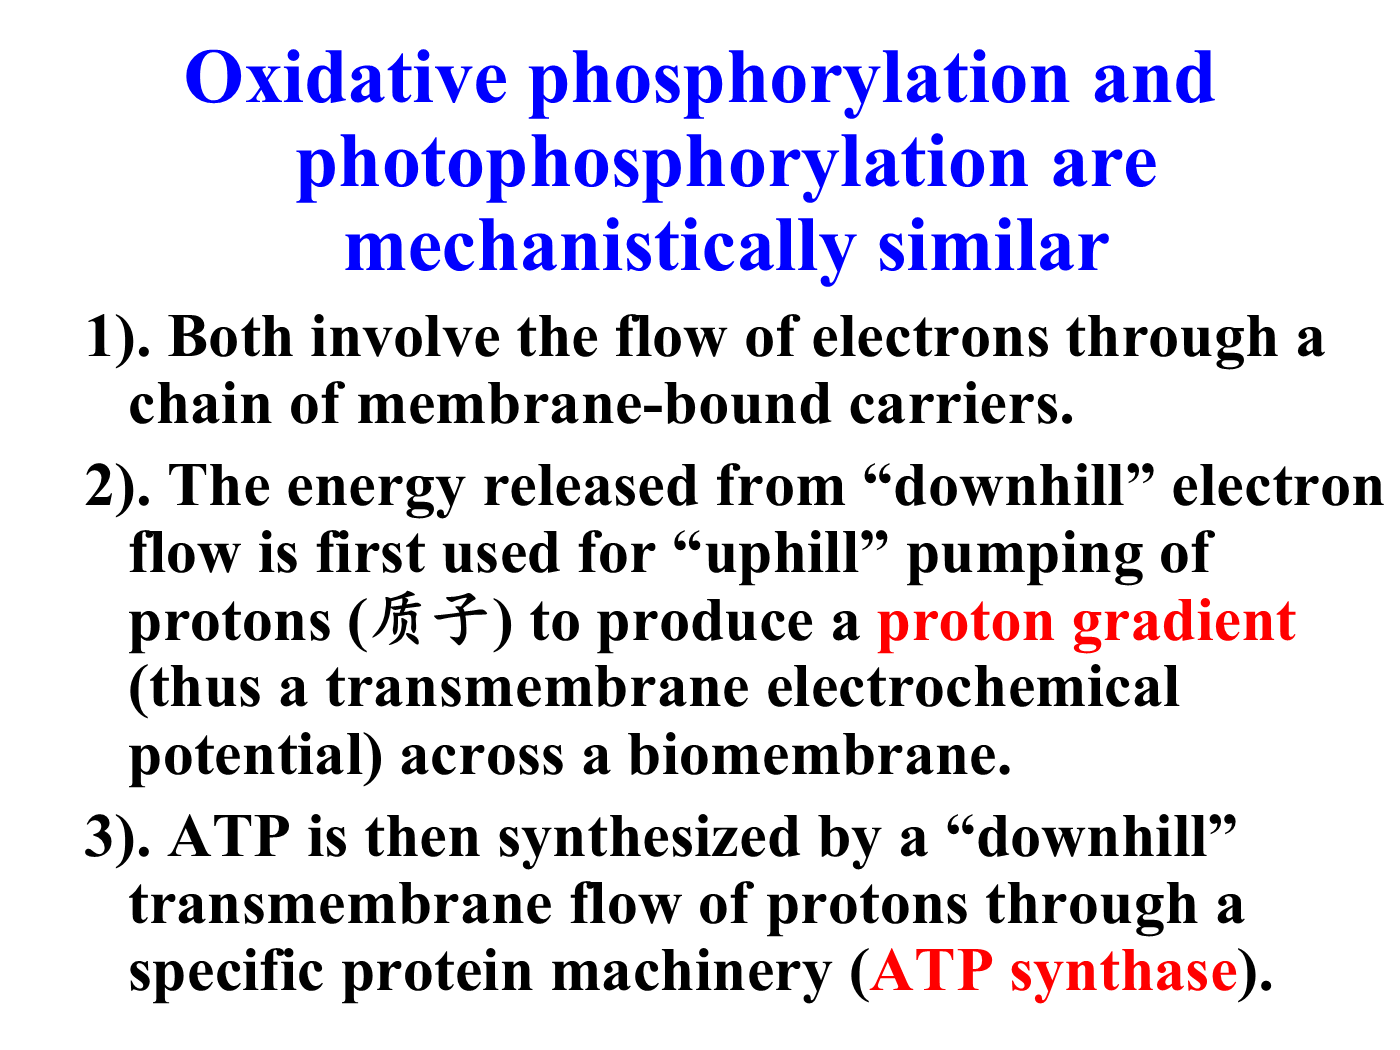 Oxidative phosphorylation and
photophosphorylation are
mechanistically similar
1). Both involve the flow of electrons through a
chain of membrane-bound carriers.
2). The energy released from “downhill” electron
flow is first used for “uphill” pumping of
protons (质子) to produce a proton gradient
(thus a transmembrane electrochemical
potential) across a biomembrane.
3). ATP is then synthesized by a “downhill”
transmembrane flow of protons through a
specific protein machinery (ATP synthase).